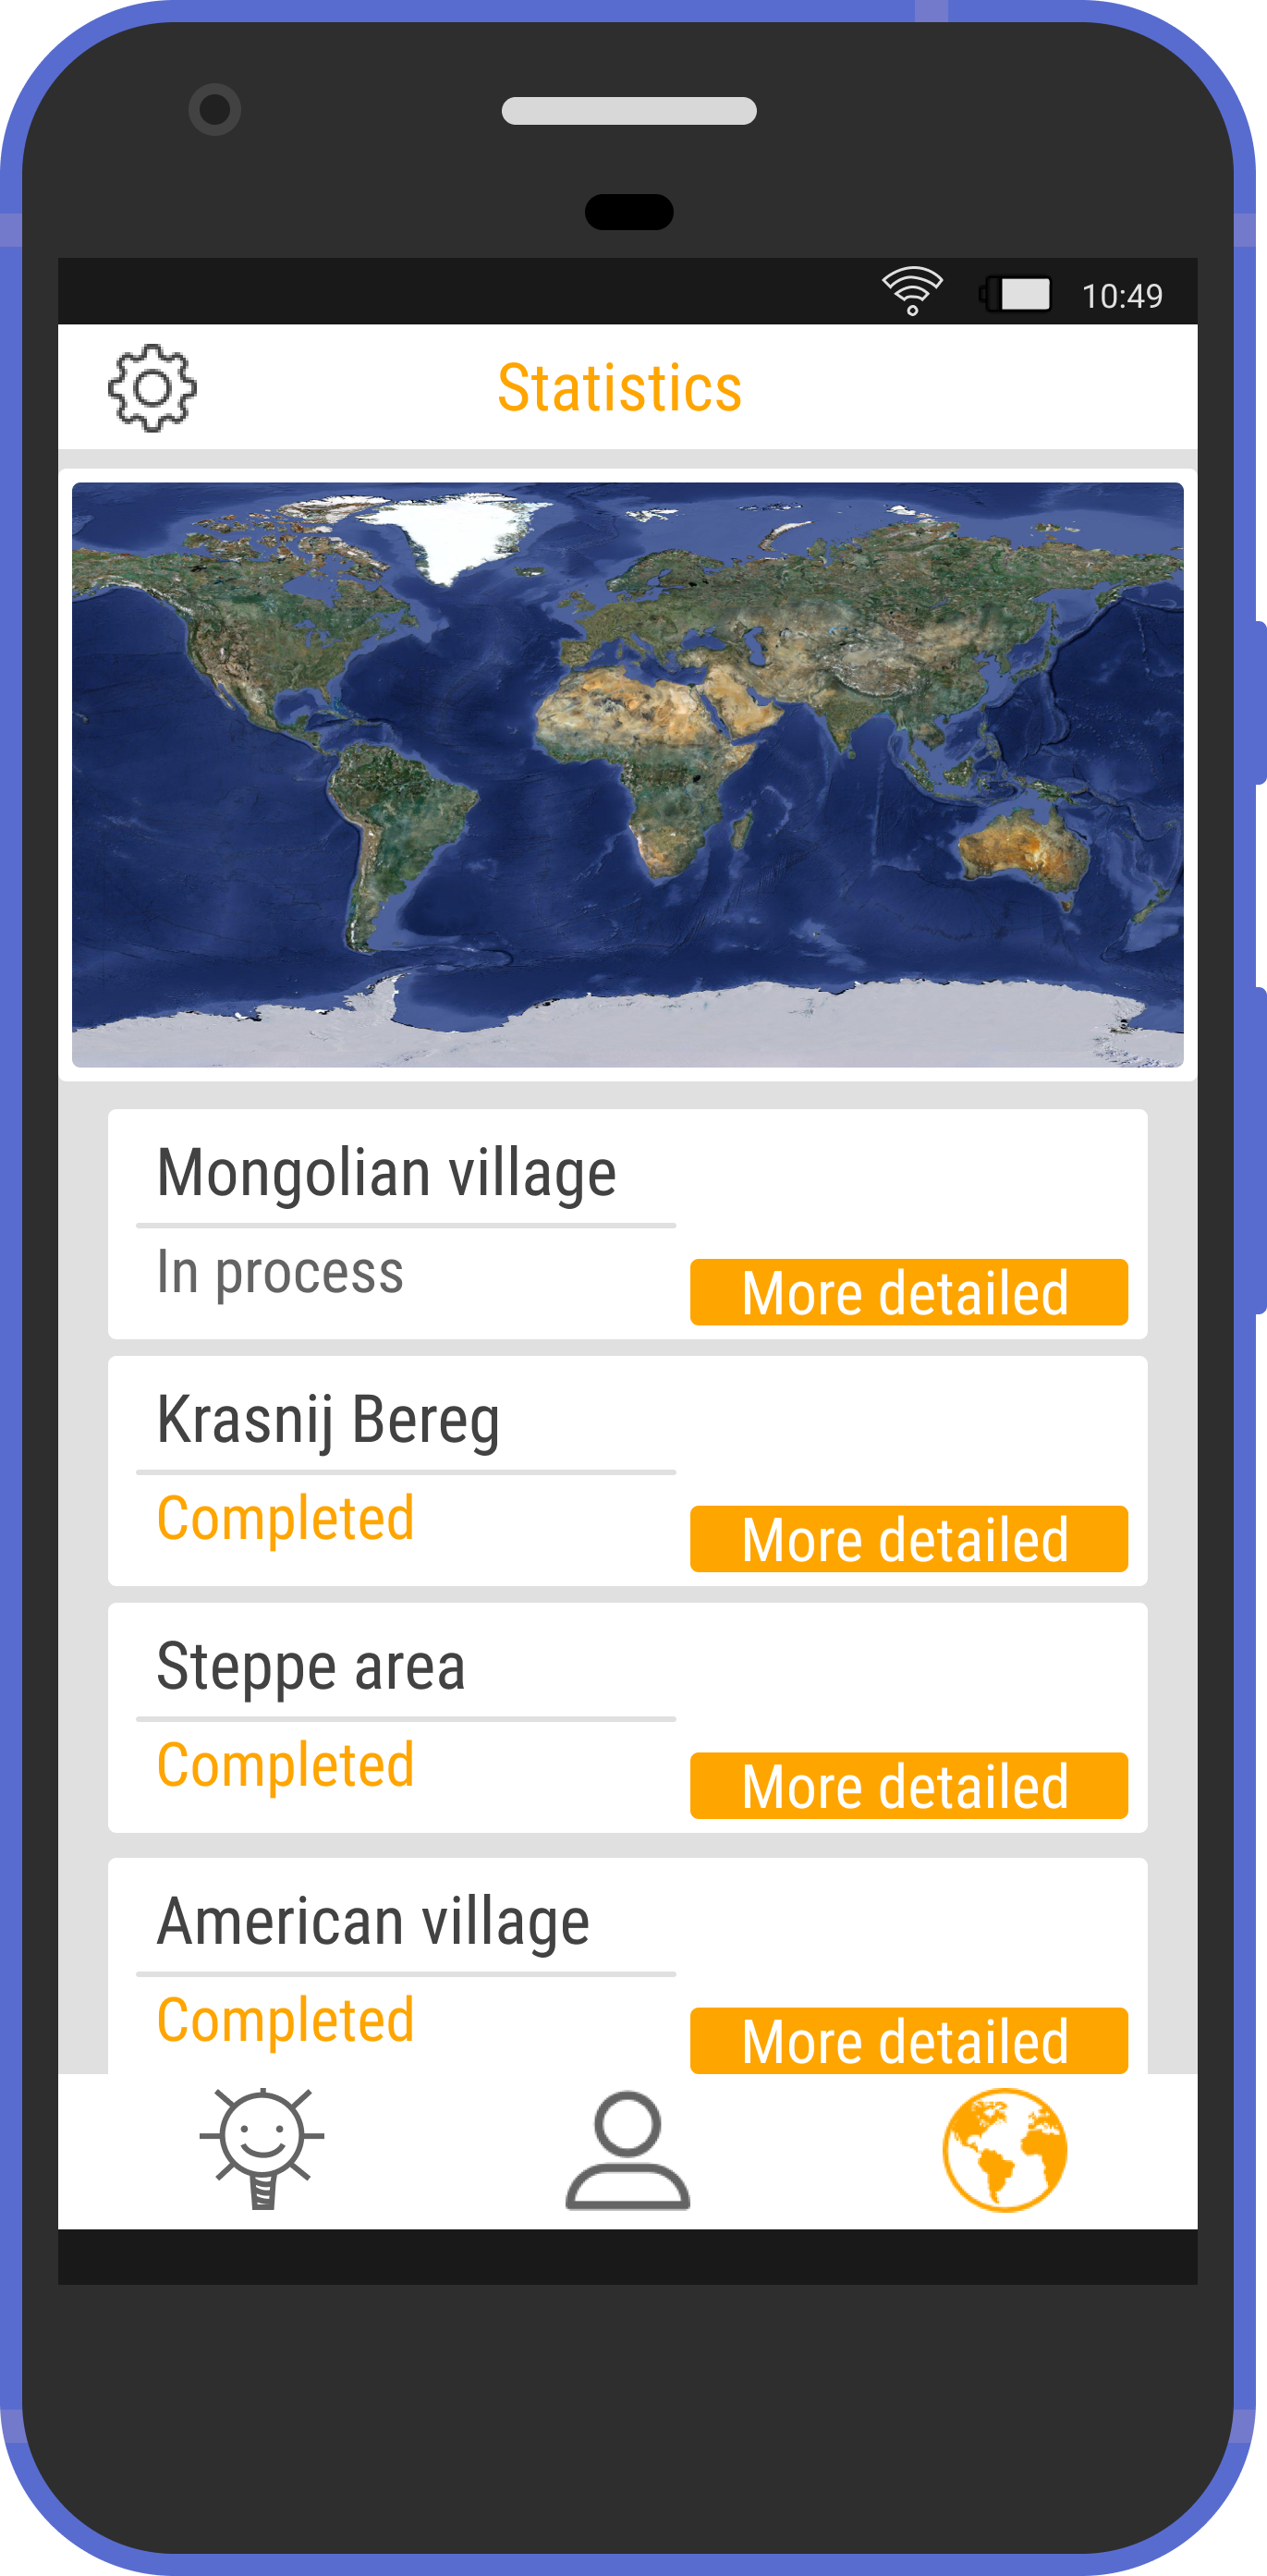 10:49
Statistics
Mongolian village
In process
More detailed
Krasnij Bereg
Completed
More detailed
Steppe area
Completed
More detailed
American village
Completed
More detailed